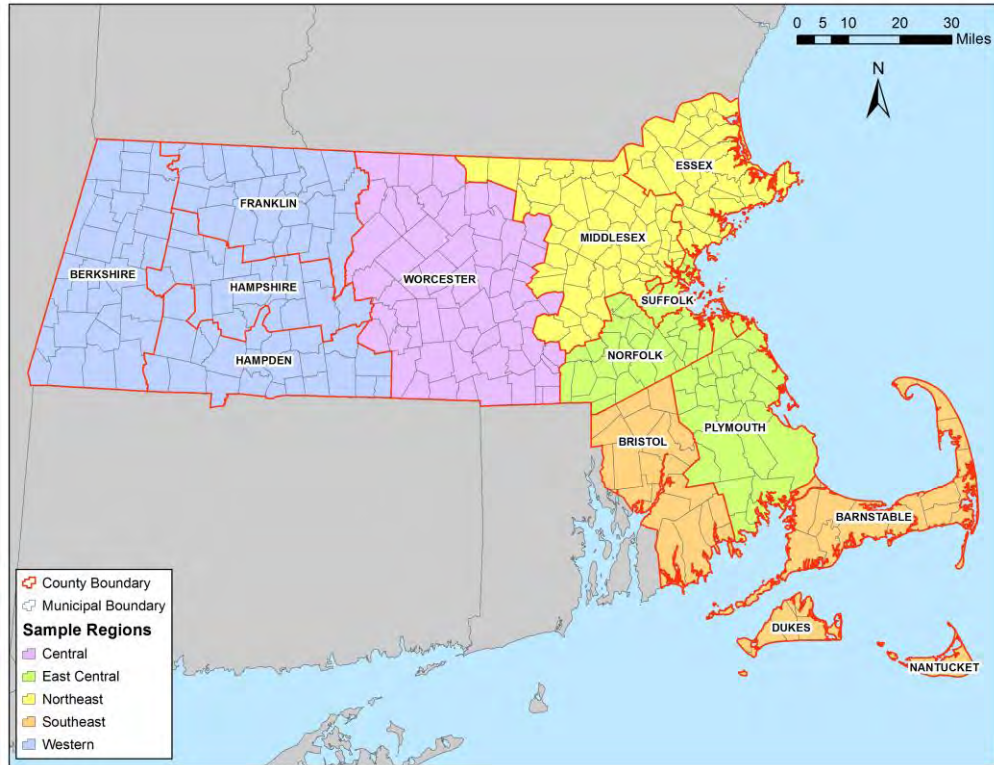 0 5 10 20 30
Miles
N
ESSEX
FRANKLIN
MIDDLESEX
BERKSHIRE
WORCESTER
HAMPSHIRE
SUFFOLK
NORFOLK
HAMPDEN
PLYMOUTH
BRISTOL
BARNSTABLE
DUKES
NANTUCKET
County Boundary
Municipal Boundary
Sample Regions
Central
East Central
Northeast
Southeast
Western